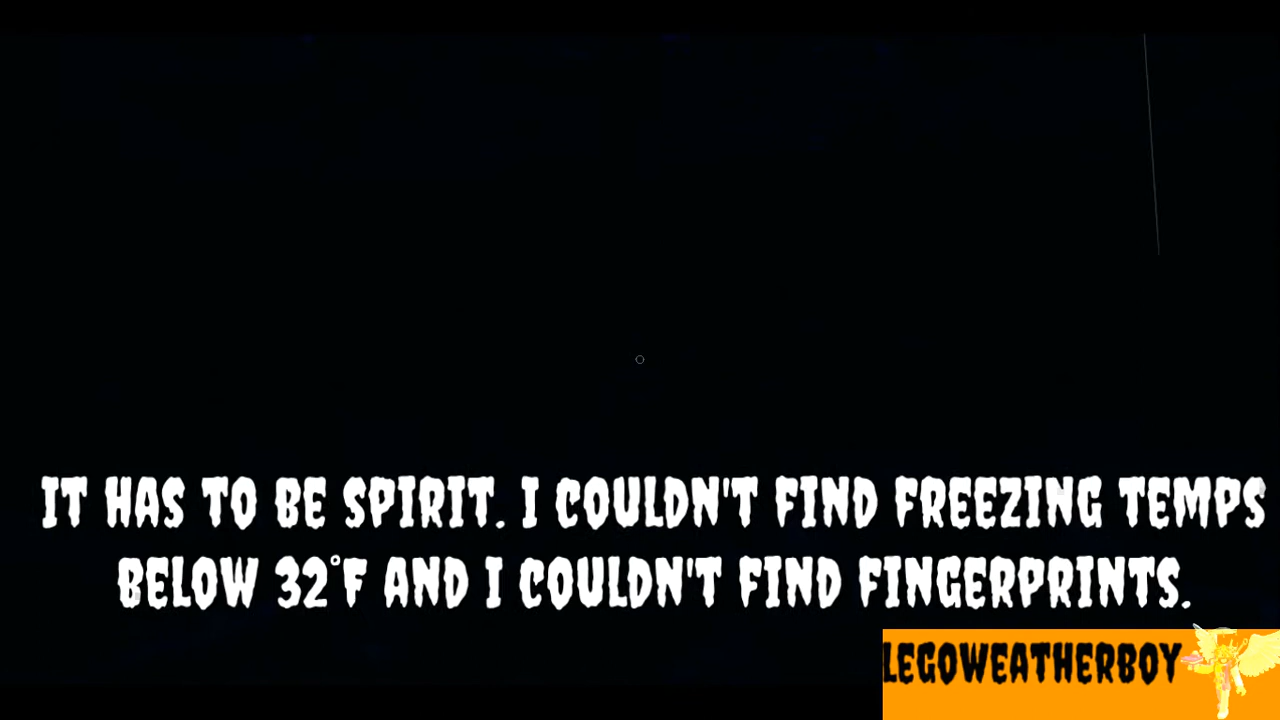 IT HAS TO BE SPIRIT. I COULDN'T FIND FREEZING TEMPS
BELOW 32°F AND I COULDN'T FIND FINGERPRINTS.
LEGOWEATHERBOY